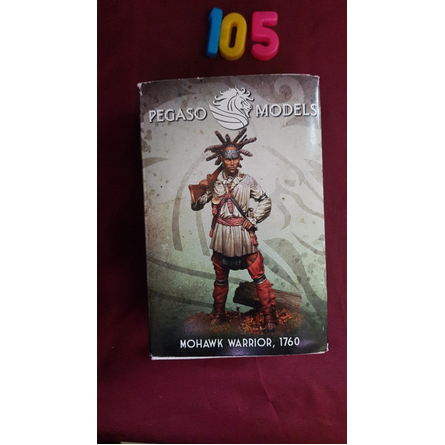 105
PEGASO MODELS
MOHAWK WARRIOR, 1760